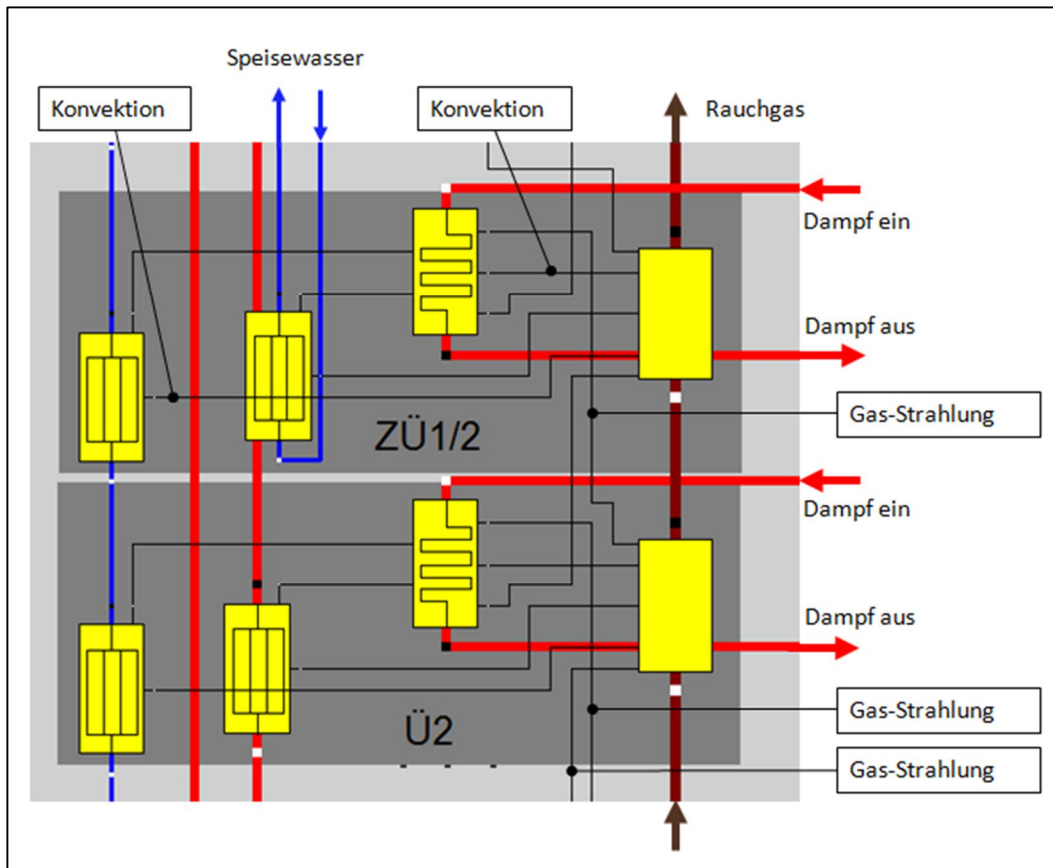 Speisewasser
Konvektion
Konvektion
Rauchgas
Dampf ein
Dampf aus
Gas-Strahlung
ZÜ1/2
Dampf ein
Dampf aus
Gas-Strahlung
Ü2
Gas-Strahlung